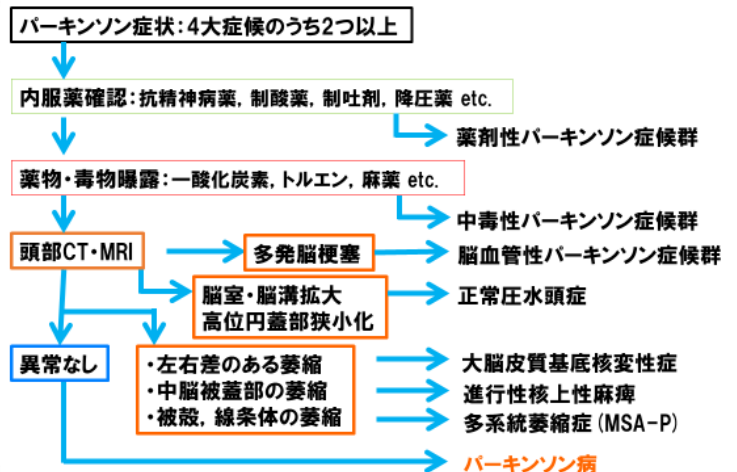 パーキンソン症状：4大症候のうち2つ以上
内服薬確認：抗精神病薬，制酸薬，制吐剤，降圧薬 etc.
薬剤性パーキンソン症候群
薬物・毒物曝露：一酸化炭素，トルエン，麻薬 etc.
中毒性パーキンソン症候群
頭部CT・MRI
多発脳梗塞
脳血管性パーキンソン症候群
脳室・脳溝拡大
高位円蓋部狭小化
正常圧水頭症
異常なし
・左右差のある萎縮
大脳皮質基底核変性症
・中脳被蓋部の萎縮
進行性核上性麻痺
・被殻，線条体の萎縮
多系統萎縮症（MSA-P）
パーキンソン病